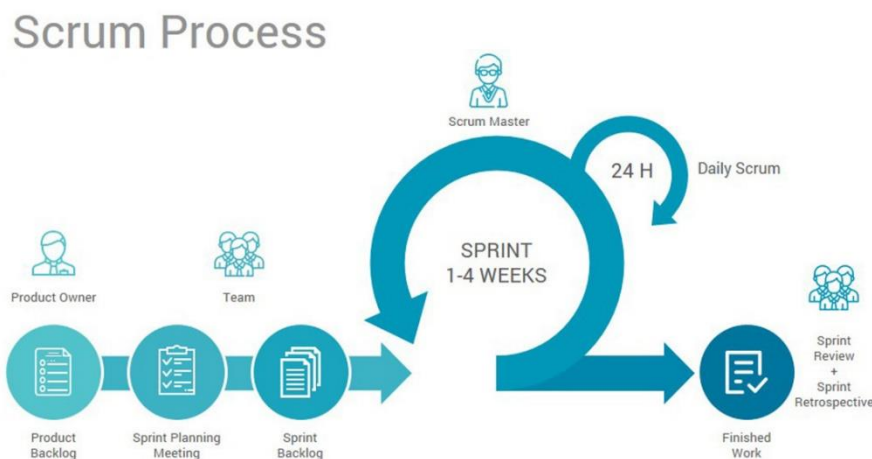 Scrum Process
Scrum Master
24 H
Daily Scrum
SPRINT
1-4 WEEKS
Product Owner
Team
Product
Backlog
Sprint Planning
Meeting
Sprint
Backlog
Finished
Work
Sprint
Review
+
Sprint
Retrospective